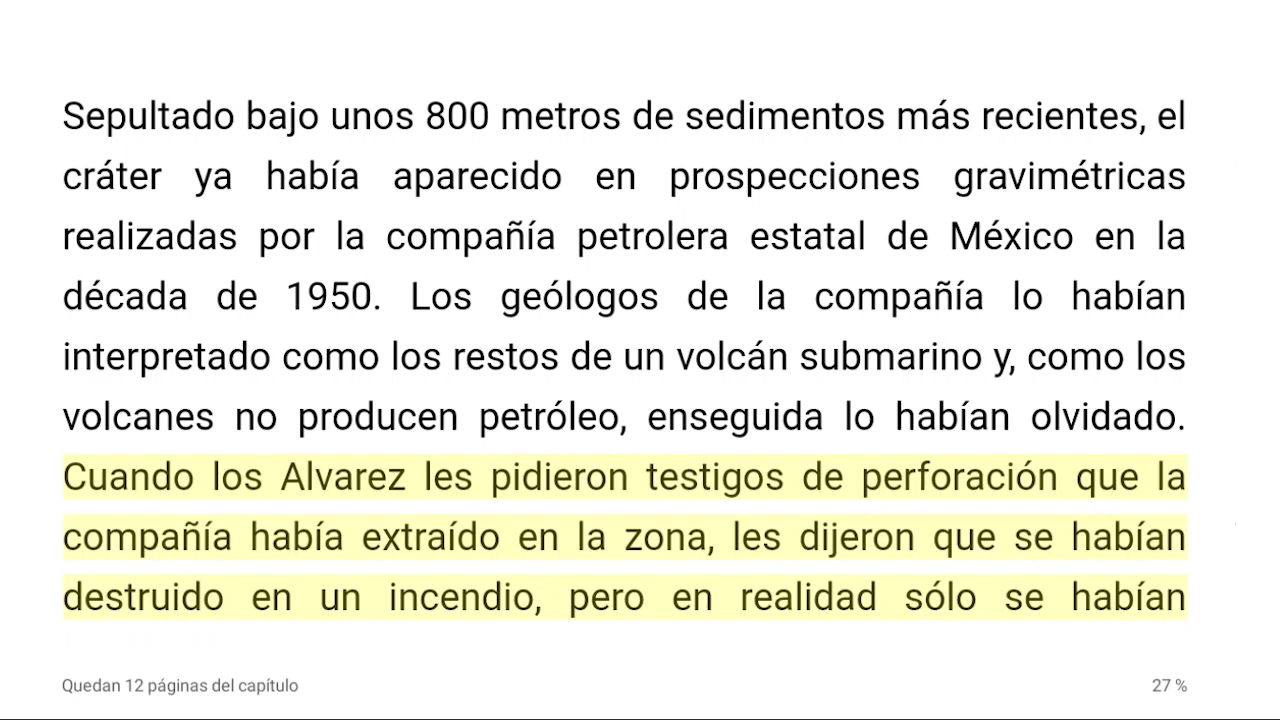 Sepultado bajo unos 800 metros de sedimentos más recientes, el
cráter ya había aparecido en prospecciones gravimétricas
realizadas por la compañía petrolera estatal de México en la
década de 1950. Los geólogos de la compañía lo habían
interpretado como los restos de un volcán submarino y, como los
volcanes no producen petróleo, enseguida lo habían olvidado.
Cuando los Alvarez les pidieron testigos de perforación que la
compañía había extraído en la zona, les dijeron que se habían
destruido en un incendio, pero en realidad sólo se habían
Quedan 12 páginas del capítulo
27 %